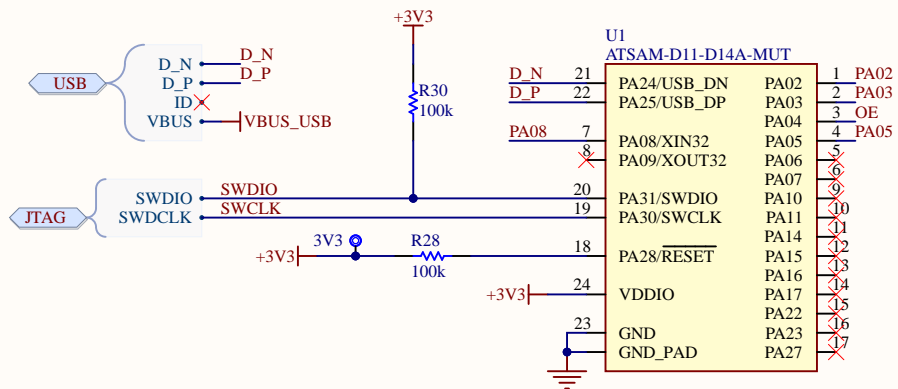 +3V3
U1
ATSAM-D11-D14A-MUT
USB
D_N D_N
D_P D_P
ID
VBUS VBUS_USB
R30
100k
D_N 21 PA24/USB_DN PA02 1 PA02
D_P 22 PA25/USB_DP PA03 2 PA03
PA04 3 OE
PA08 7 PA08/XIN32 PA05 4 PA05
8 PA09/XOUT32 PA06 5
PA07 6
JTAG
SWDIO SWDIO 20 PA31/SWDIO PA10 9
SWDCLK SWCLK 19 PA30/SWCLK PA11 10
PA14 11
+3V3 3V3 R28 100k 18 PA28/RESET PA15 12
PA16 13
+3V3 24 VDDIO PA17 14
PA22 15
23 GND PA23 16
GND_PAD PA27 17